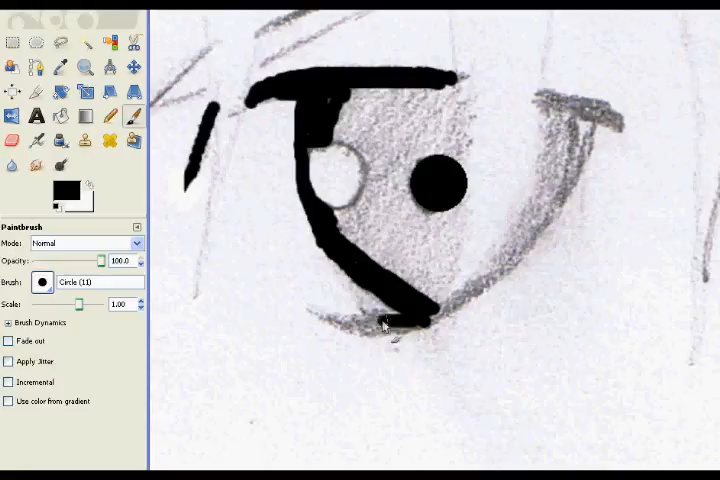 Paintbrush
Mode: Normal
Opacity: 100.0
Brush: Circle (11)
Scale: 1.00
Brush Dynamics
Fade out
Apply Jitter
Incremental
Use color from gradient